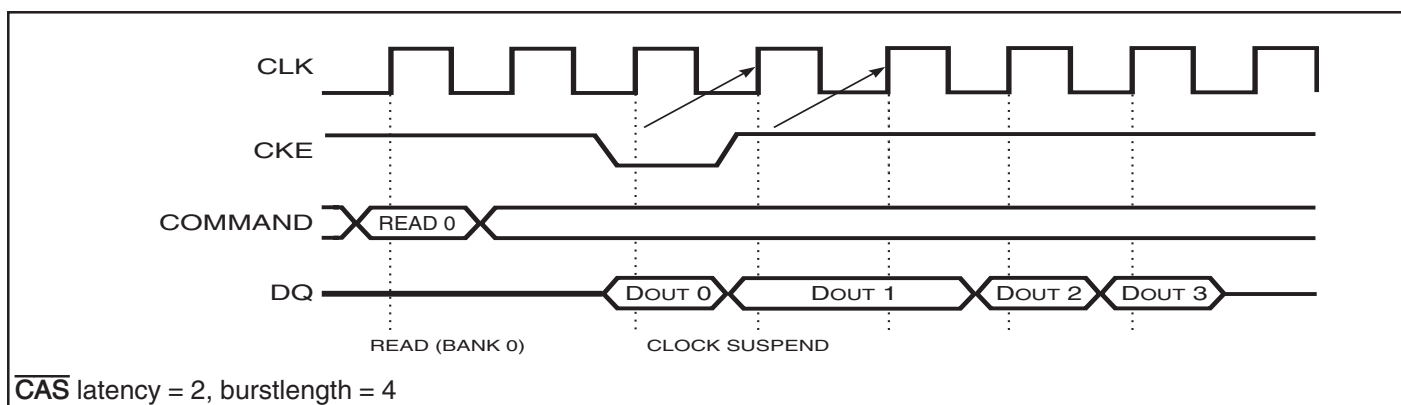 CLK
CKE
COMMAND READ 0
DQ DOUT 0 DOUT 1 DOUT 2 DOUT 3
READ (BANK 0) CLOCK SUSPEND
CAS latency = 2, burstlength = 4